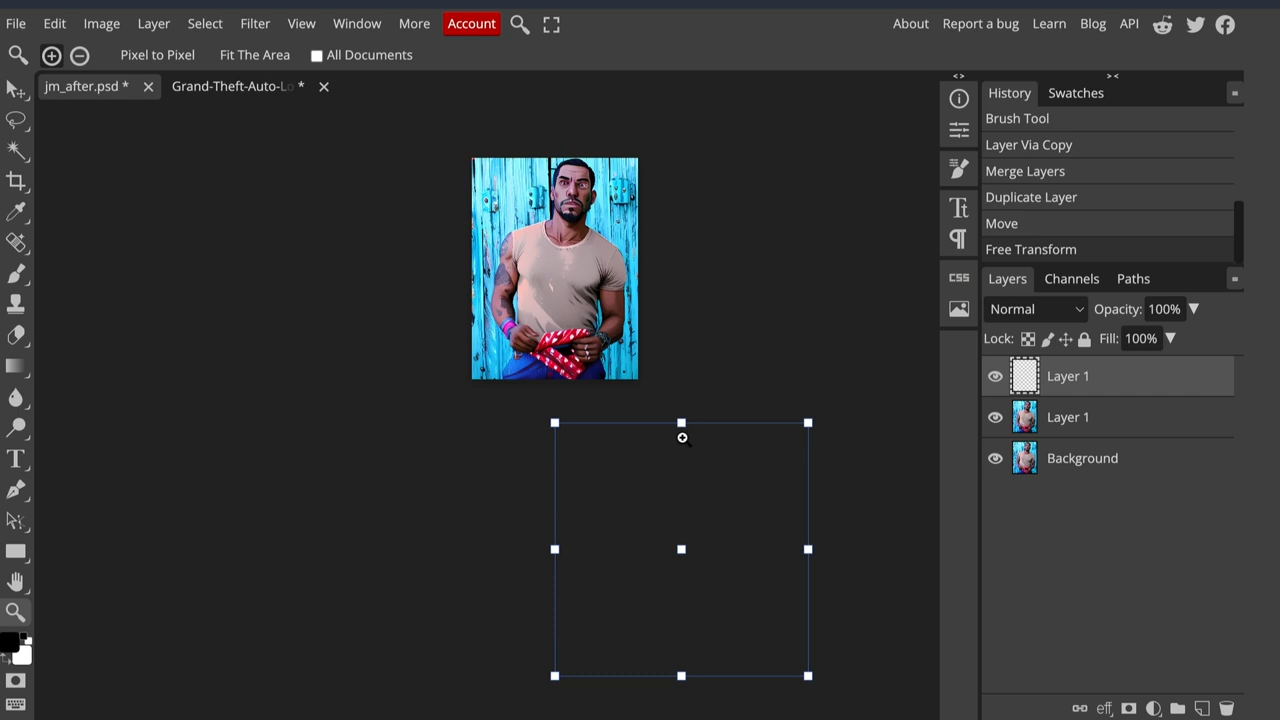 File Edit Image Layer Select Filter View Window More Account About Report a bug Learn Blog API
Pixel to Pixel Fit The Area All Documents
jm_after.psd * Grand-Theft-Auto-Lo *
History Swatches
Brush Tool
Layer Via Copy
Merge Layers
Duplicate Layer
Move
Free Transform
CSS
Layers Channels Paths
Normal Opacity: 100%
Lock: Fill: 100%
Layer 1
Layer 1
Background
eff